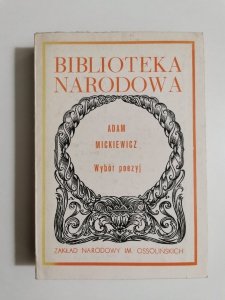 BIBLIOTEKA
NARODOWA
ADAM
MICKIEWICZ
Wybór poezyj
ZAKŁAD NARODOWY IM. OSSOLIŃSKICH